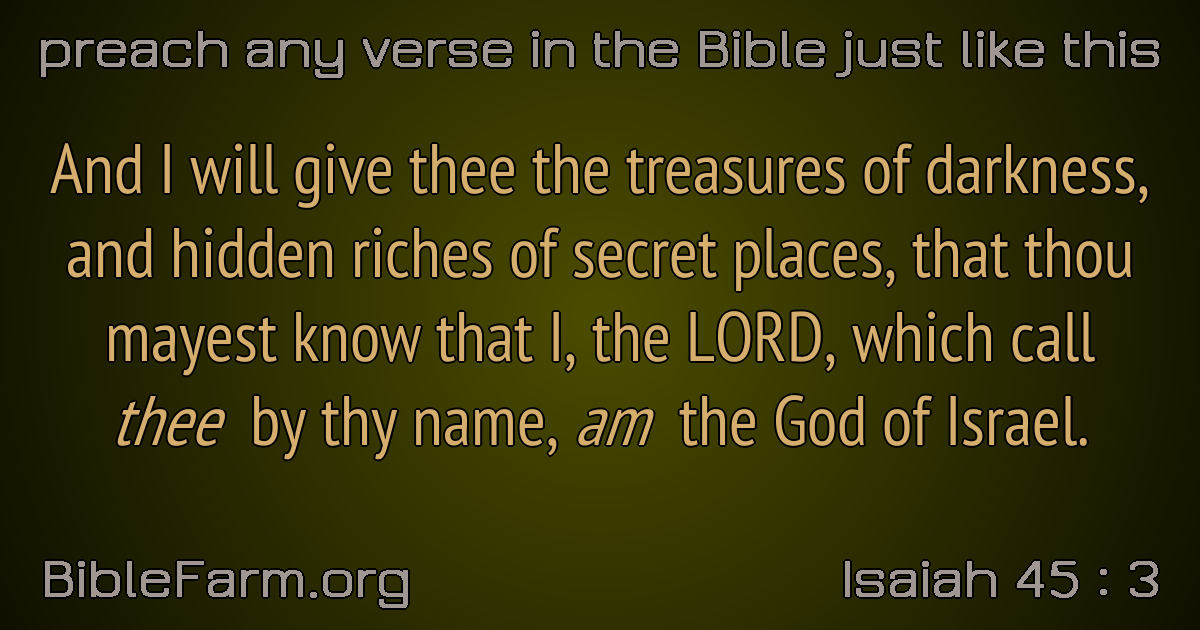 preach any verse in the Bible just like this
And I will give thee the treasures of darkness,
and hidden riches of secret places, that thou
mayest know that I, the LORD, which call
thee by thy name, am the God of Israel.
BibleFarm.org
Isaiah 45 : 3